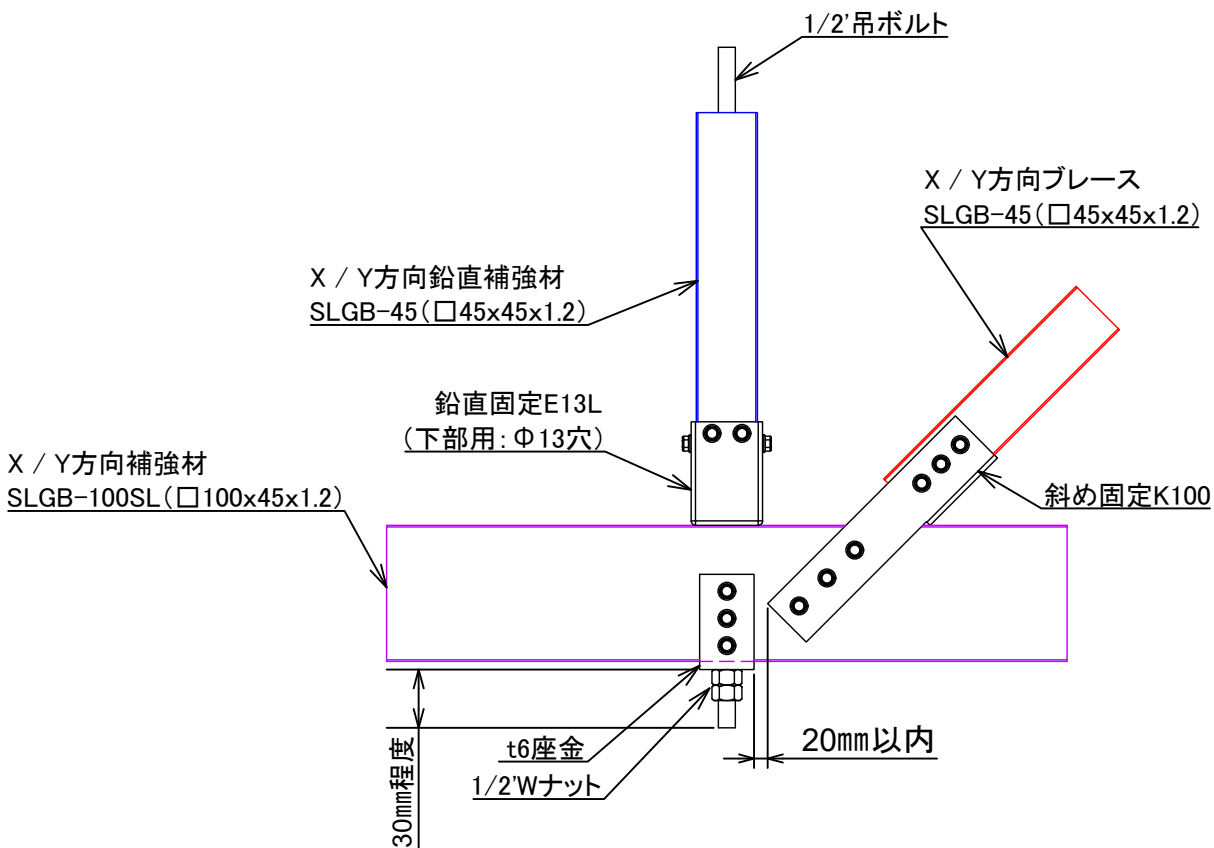 1/2'吊ボルト
X / Y方向ブレース
SLGB-45(□45x45x1.2)
X / Y方向鉛直補強材
SLGB-45(□45x45x1.2)
鉛直固定E13L
(下部用:Φ13穴)
X / Y方向補強材
SLGB-100SL(□100x45x1.2)
斜め固定K100
t6座金
1/2'Wナット
20mm以内
30mm程度